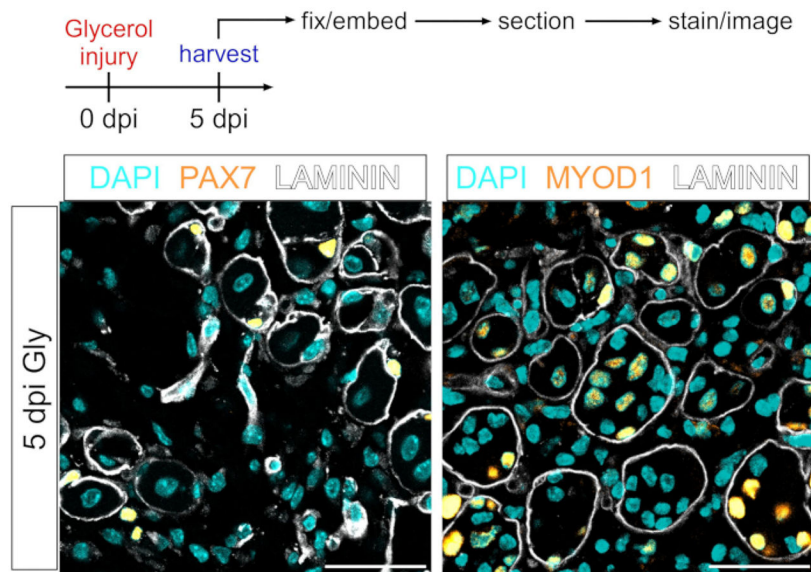 fix/embed section stain/image
Glycerol
injury
harvest
0 dpi 5 dpi
DAPI PAX7 LAMININ
DAPI MYOD1 LAMININ
5 dpi Gly